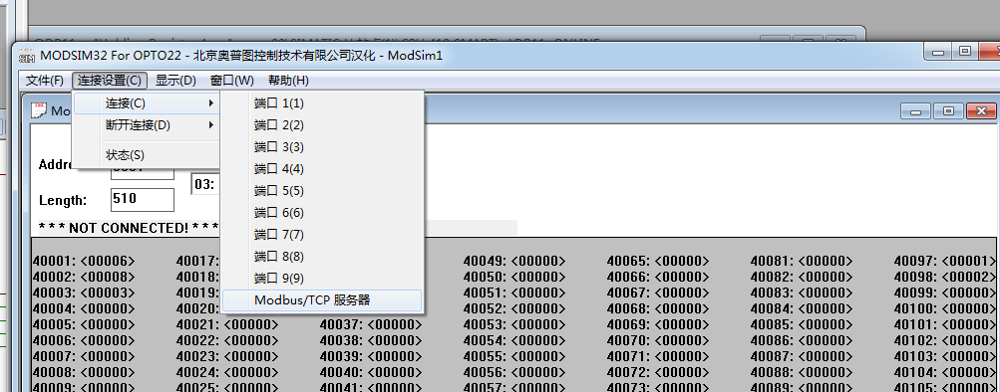 MODSIM32 For OPTO22 - 北京奥普图控制技术有限公司汉化 - ModSim1
文件(F) 连接设置(C) 显示(D) 窗口(W) 帮助(H)
连接(C)
断开连接(D)
状态(S)
端口 1(1)
端口 2(2)
端口 3(3)
端口 4(4)
端口 5(5)
端口 6(6)
端口 7(7)
端口 8(8)
端口 9(9)
Modbus/TCP 服务器
Length: 510
03:
* * * NOT CONNECTED! * * *
40001: <00006> 40017: 40049: <00000> 40065: <00000> 40081: <00000> 40097: <00001>
40002: <00008> 40018: 40050: <00000> 40066: <00000> 40082: <00000> 40098: <00002>
40003: <00003> 40019: 40051: <00000> 40067: <00000> 40083: <00000> 40099: <00000>
40004: <00000> 40020: 40052: <00000> 40068: <00000> 40084: <00000> 40100: <00000>
40005: <00000> 40021: <00000> 40037: <00000> 40053: <00000> 40069: <00000> 40085: <00000> 40101: <00000>
40006: <00000> 40022: <00000> 40038: <00000> 40054: <00000> 40070: <00000> 40086: <00000> 40102: <00000>
40007: <00000> 40023: <00000> 40039: <00000> 40055: <00000> 40071: <00000> 40087: <00000> 40103: <00000>
40008: <00000> 40024: <00000> 40040: <00000> 40056: <00000> 40072: <00000> 40088: <00000> 40104: <00000>
40009: <00000> 40025: <00000> 40041: <00000> 40057: <00000> 40073: <00000> 40089: <00000> 40105: <00000>